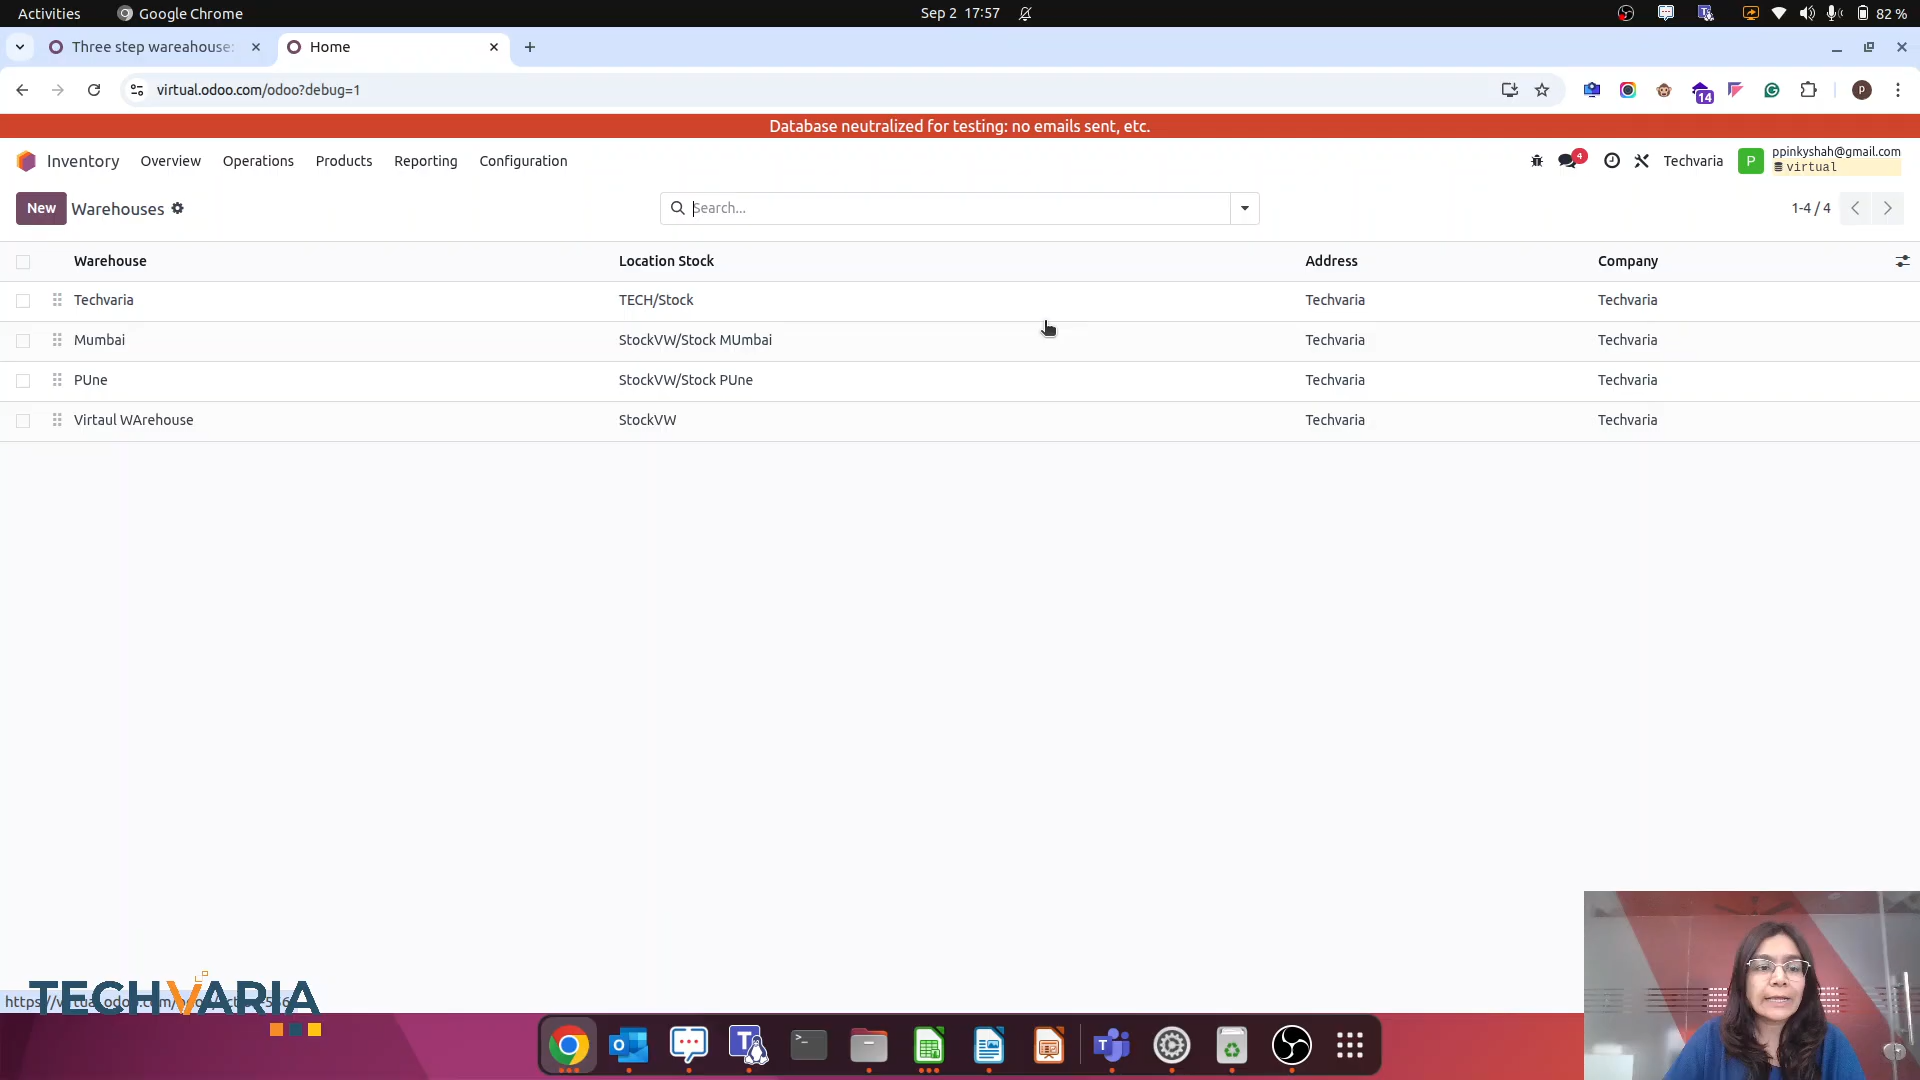 Activities
Google Chrome
Sep 2 17:57
82 %
Three step wareahouse
Home
virtual.odoo.com/odoo?debug=1
14
P
Database neutralized for testing: no emails sent, etc.
Inventory
Overview
Operations
Products
Reporting
Configuration
4
Techvaria
P
ppinkyshah@gmail.com
virtual
New
Warehouses
Search...
1-4 / 4
Warehouse
Location Stock
Address
Company
Techvaria
TECH/Stock
Techvaria
Techvaria
Mumbai
StockVW/Stock MUmbai
Techvaria
Techvaria
PUne
StockVW/Stock PUne
Techvaria
Techvaria
Virtaul WArehouse
StockVW
Techvaria
Techvaria
TECHVARIA